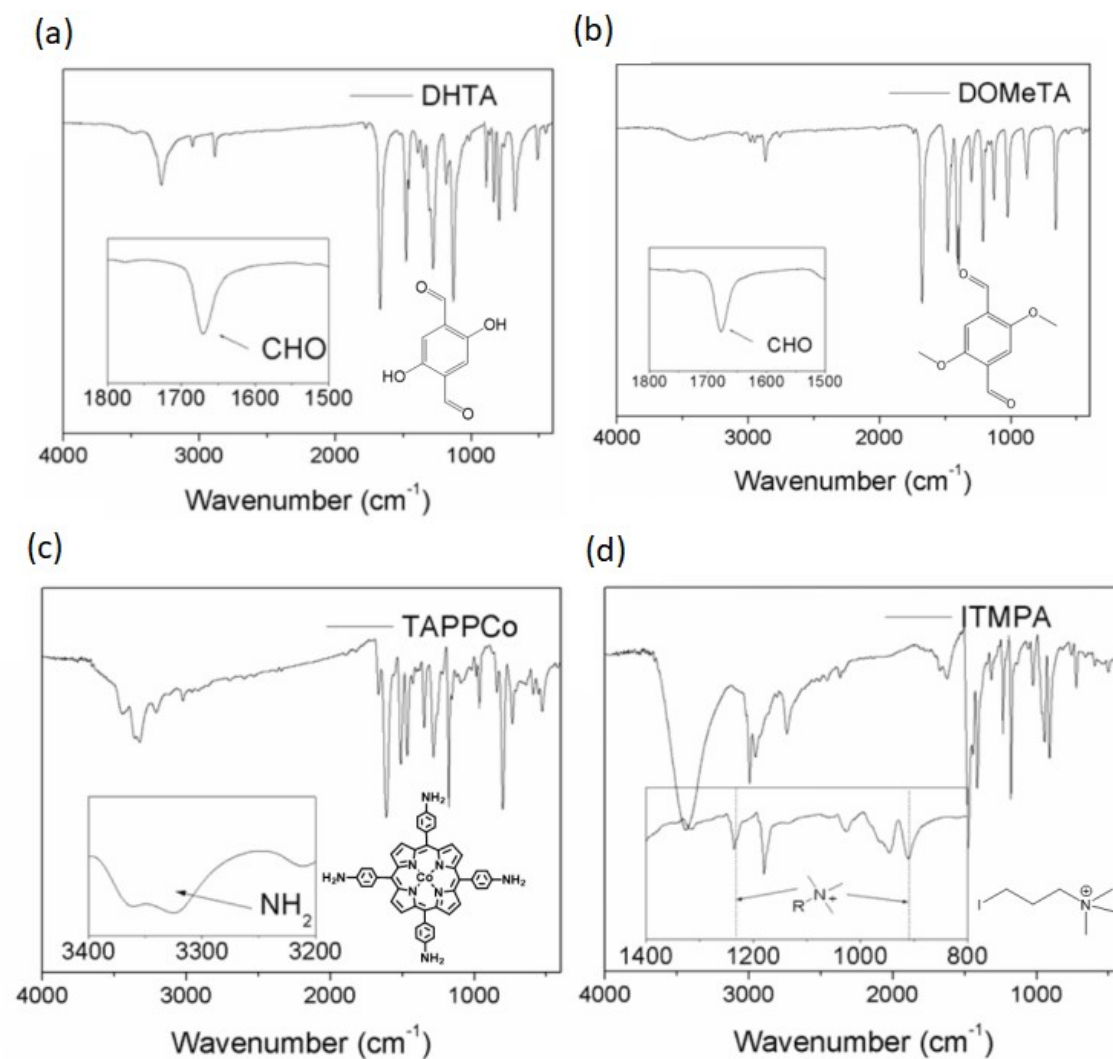 (a)
DHTA
CHO
O
OH
HO
O
1800 1700 1600 1500
4000 3000 2000 1000
Wavenumber (cm⁻¹)
(b)
DOMeTA
CHO
O
O
O
O
1800 1700 1600 1500
4000 3000 2000 1000
Wavenumber (cm⁻¹)
(c)
TAPPCo
NH₂
NH₂
N N
H₂N Co NH₂
N N
NH₂
3400 3300 3200
4000 3000 2000 1000
Wavenumber (cm⁻¹)
(d)
ITMPA
N
R +
I N ⊕
1400 1200 1000 800
4000 3000 2000 1000
Wavenumber (cm⁻¹)